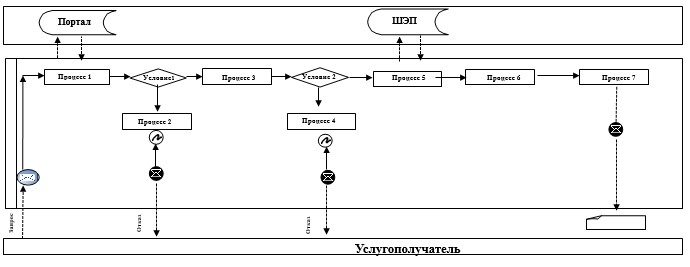 Портал
ШЭП
Процесс 1
Условие1
Процесс 3
Условие 2
Процесс 5
Процесс 6
Процесс 7
Процесс 2
Процесс 4
Запрос
Отказ
Отказ
Услугополучатель